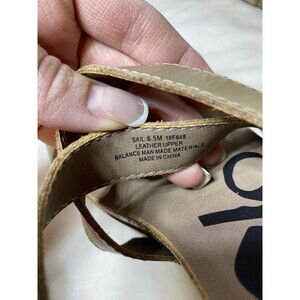 SAIL 6.5M 18F848
LEATHER UPPER
BALANCE MAN MADE MATERIALS
MADE IN CHINA